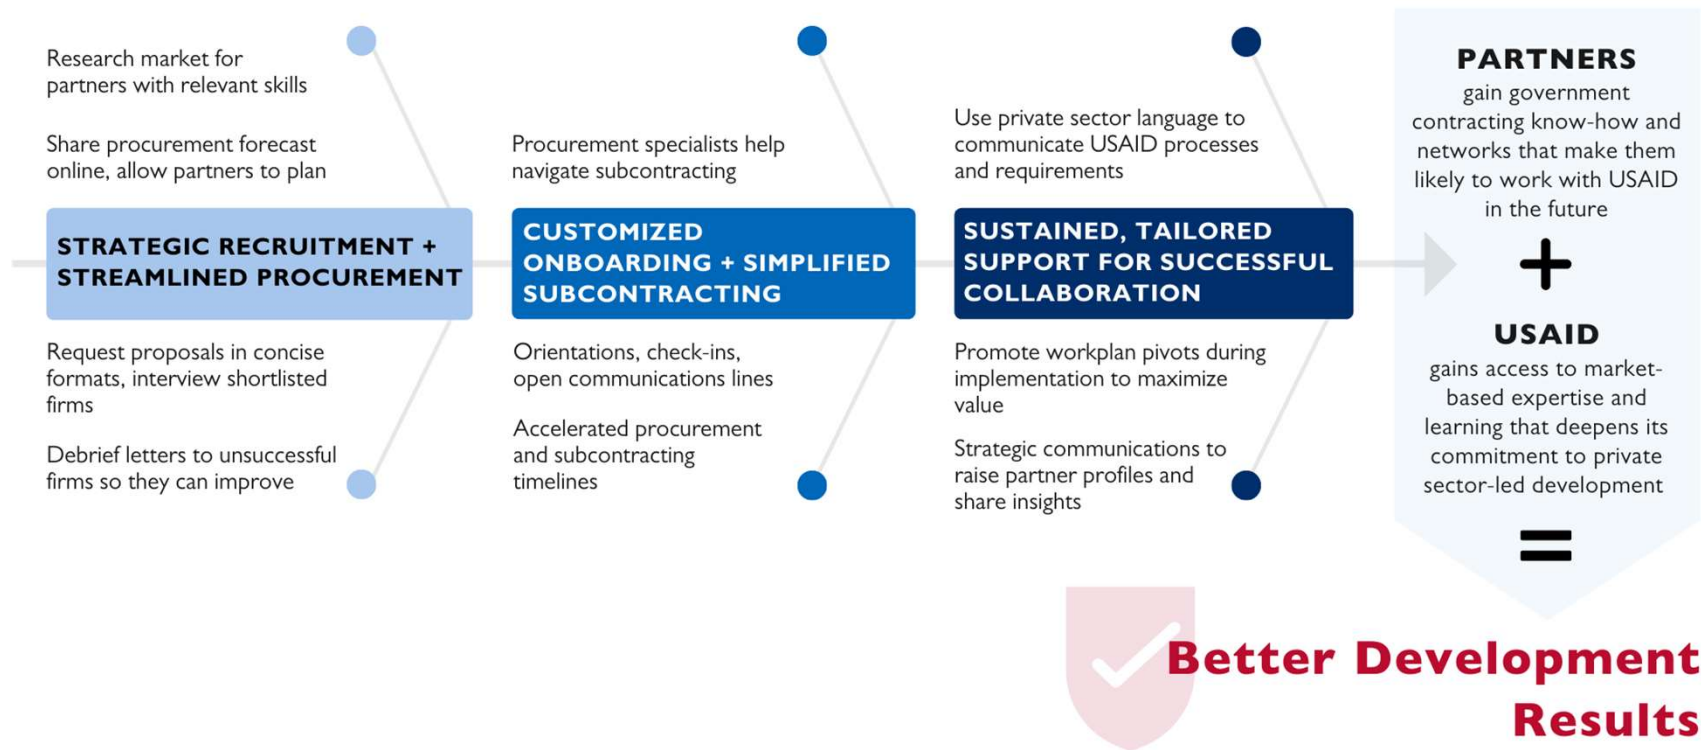 Research market for
partners with relevant skills
Share procurement forecast
online, allow partners to plan
STRATEGIC RECRUITMENT +
STREAMLINED PROCUREMENT
Request proposals in concise
formats, interview shortlisted
firms
Debrief letters to unsuccessful
firms so they can improve
Procurement specialists help
navigate subcontracting
CUSTOMIZED
ONBOARDING + SIMPLIFIED
SUBCONTRACTING
Orientations, check-ins,
open communications lines
Accelerated procurement
and subcontracting
timelines
Use private sector language to
communicate USAID processes
and requirements
SUSTAINED, TAILORED
SUPPORT FOR SUCCESSFUL
COLLABORATION
Promote workplan pivots during
implementation to maximize
value
Strategic communications to
raise partner profiles and
share insights
PARTNERS
gain government
contracting know-how and
networks that make them
likely to work with USAID
in the future
+
USAID
gains access to market-
based expertise and
learning that deepens its
commitment to private
sector-led development
=
Better Development
Results